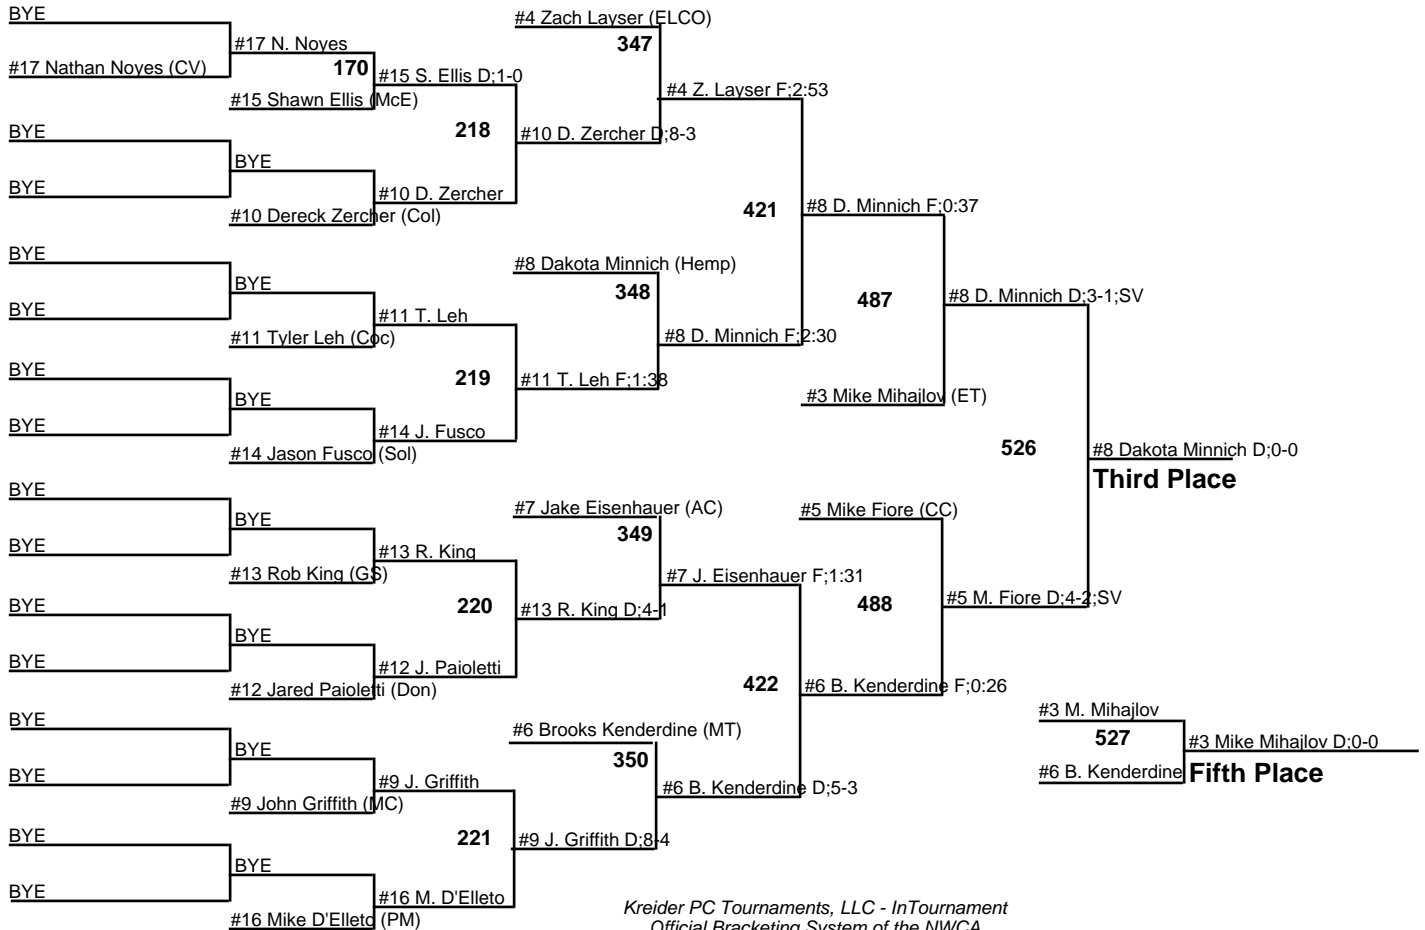 BYE
#4 Zach Layser (ELCO)
#17 N. Noyes
347
#17 Nathan Noyes (CV)
170
#15 S. Ellis D;1-0
#4 Z. Layser F;2:53
#15 Shawn Ellis (McE)
BYE
218
#10 D. Zercher D;8-3
BYE
BYE
#10 D. Zercher
421
#8 D. Minnich F;0:37
#10 Dereck Zercher (Col)
BYE
#8 Dakota Minnich (Hemp)
BYE
348
487
#8 D. Minnich D;3-1;SV
BYE
#11 T. Leh
#11 Tyler Leh (Coc)
#8 D. Minnich F;2:30
BYE
219
#11 T. Leh F;1:38
BYE
#3 Mike Mihajlov (ET)
BYE
#14 J. Fusco
526
#8 Dakota Minnich D;0-0
#14 Jason Fusco (Sol)
Third Place
BYE
#7 Jake Eisenhauer (AC)
#5 Mike Fiore (CC)
BYE
349
BYE
#13 R. King
#13 Rob King (GS)
#7 J. Eisenhauer F;1:31
BYE
220
#13 R. King D;4-1
488
#5 M. Fiore D;4-2;SV
BYE
BYE
#12 J. Paioletti
#12 Jared Paioletti (Don)
422
#6 B. Kenderdine F;0:26
BYE
#6 Brooks Kenderdine (MT)
#3 M. Mihajlov
BYE
350
527
#3 Mike Mihajlov D;0-0
BYE
#9 J. Griffith
#6 B. Kenderdine D;5-3
#6 B. Kenderdine
Fifth Place
#9 John Griffith (MC)
BYE
221
#9 J. Griffith D;8-4
BYE
BYE
#16 M. D'Elleto
#16 Mike D'Elleto (PM)
Kreider PC Tournaments, LLC - InTournament
Official Bracketing System of the NWCA